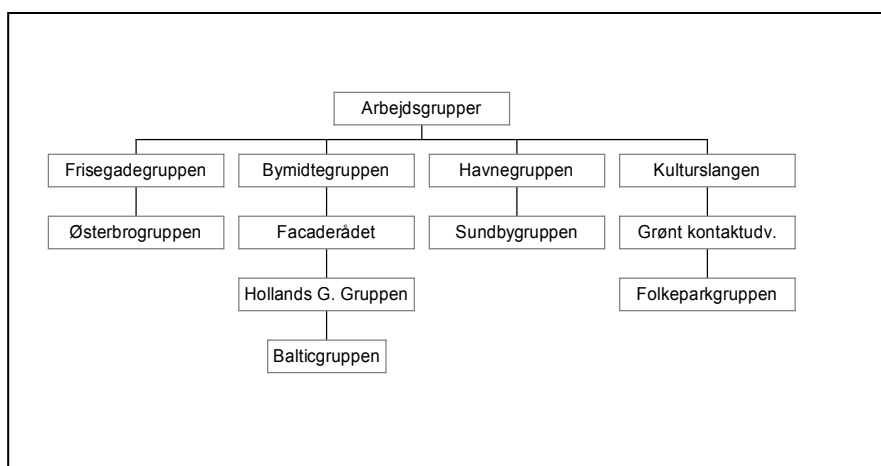 Arbejdsgrupper
Frisegadegruppen
Bymidtegruppen
Havnegruppen
Kulturslangen
Østerbrogruppen
Facaderådet
Sundbygruppen
Grønt kontaktudv.
Hollands G. Gruppen
Folkeparkgruppen
Balticgruppen